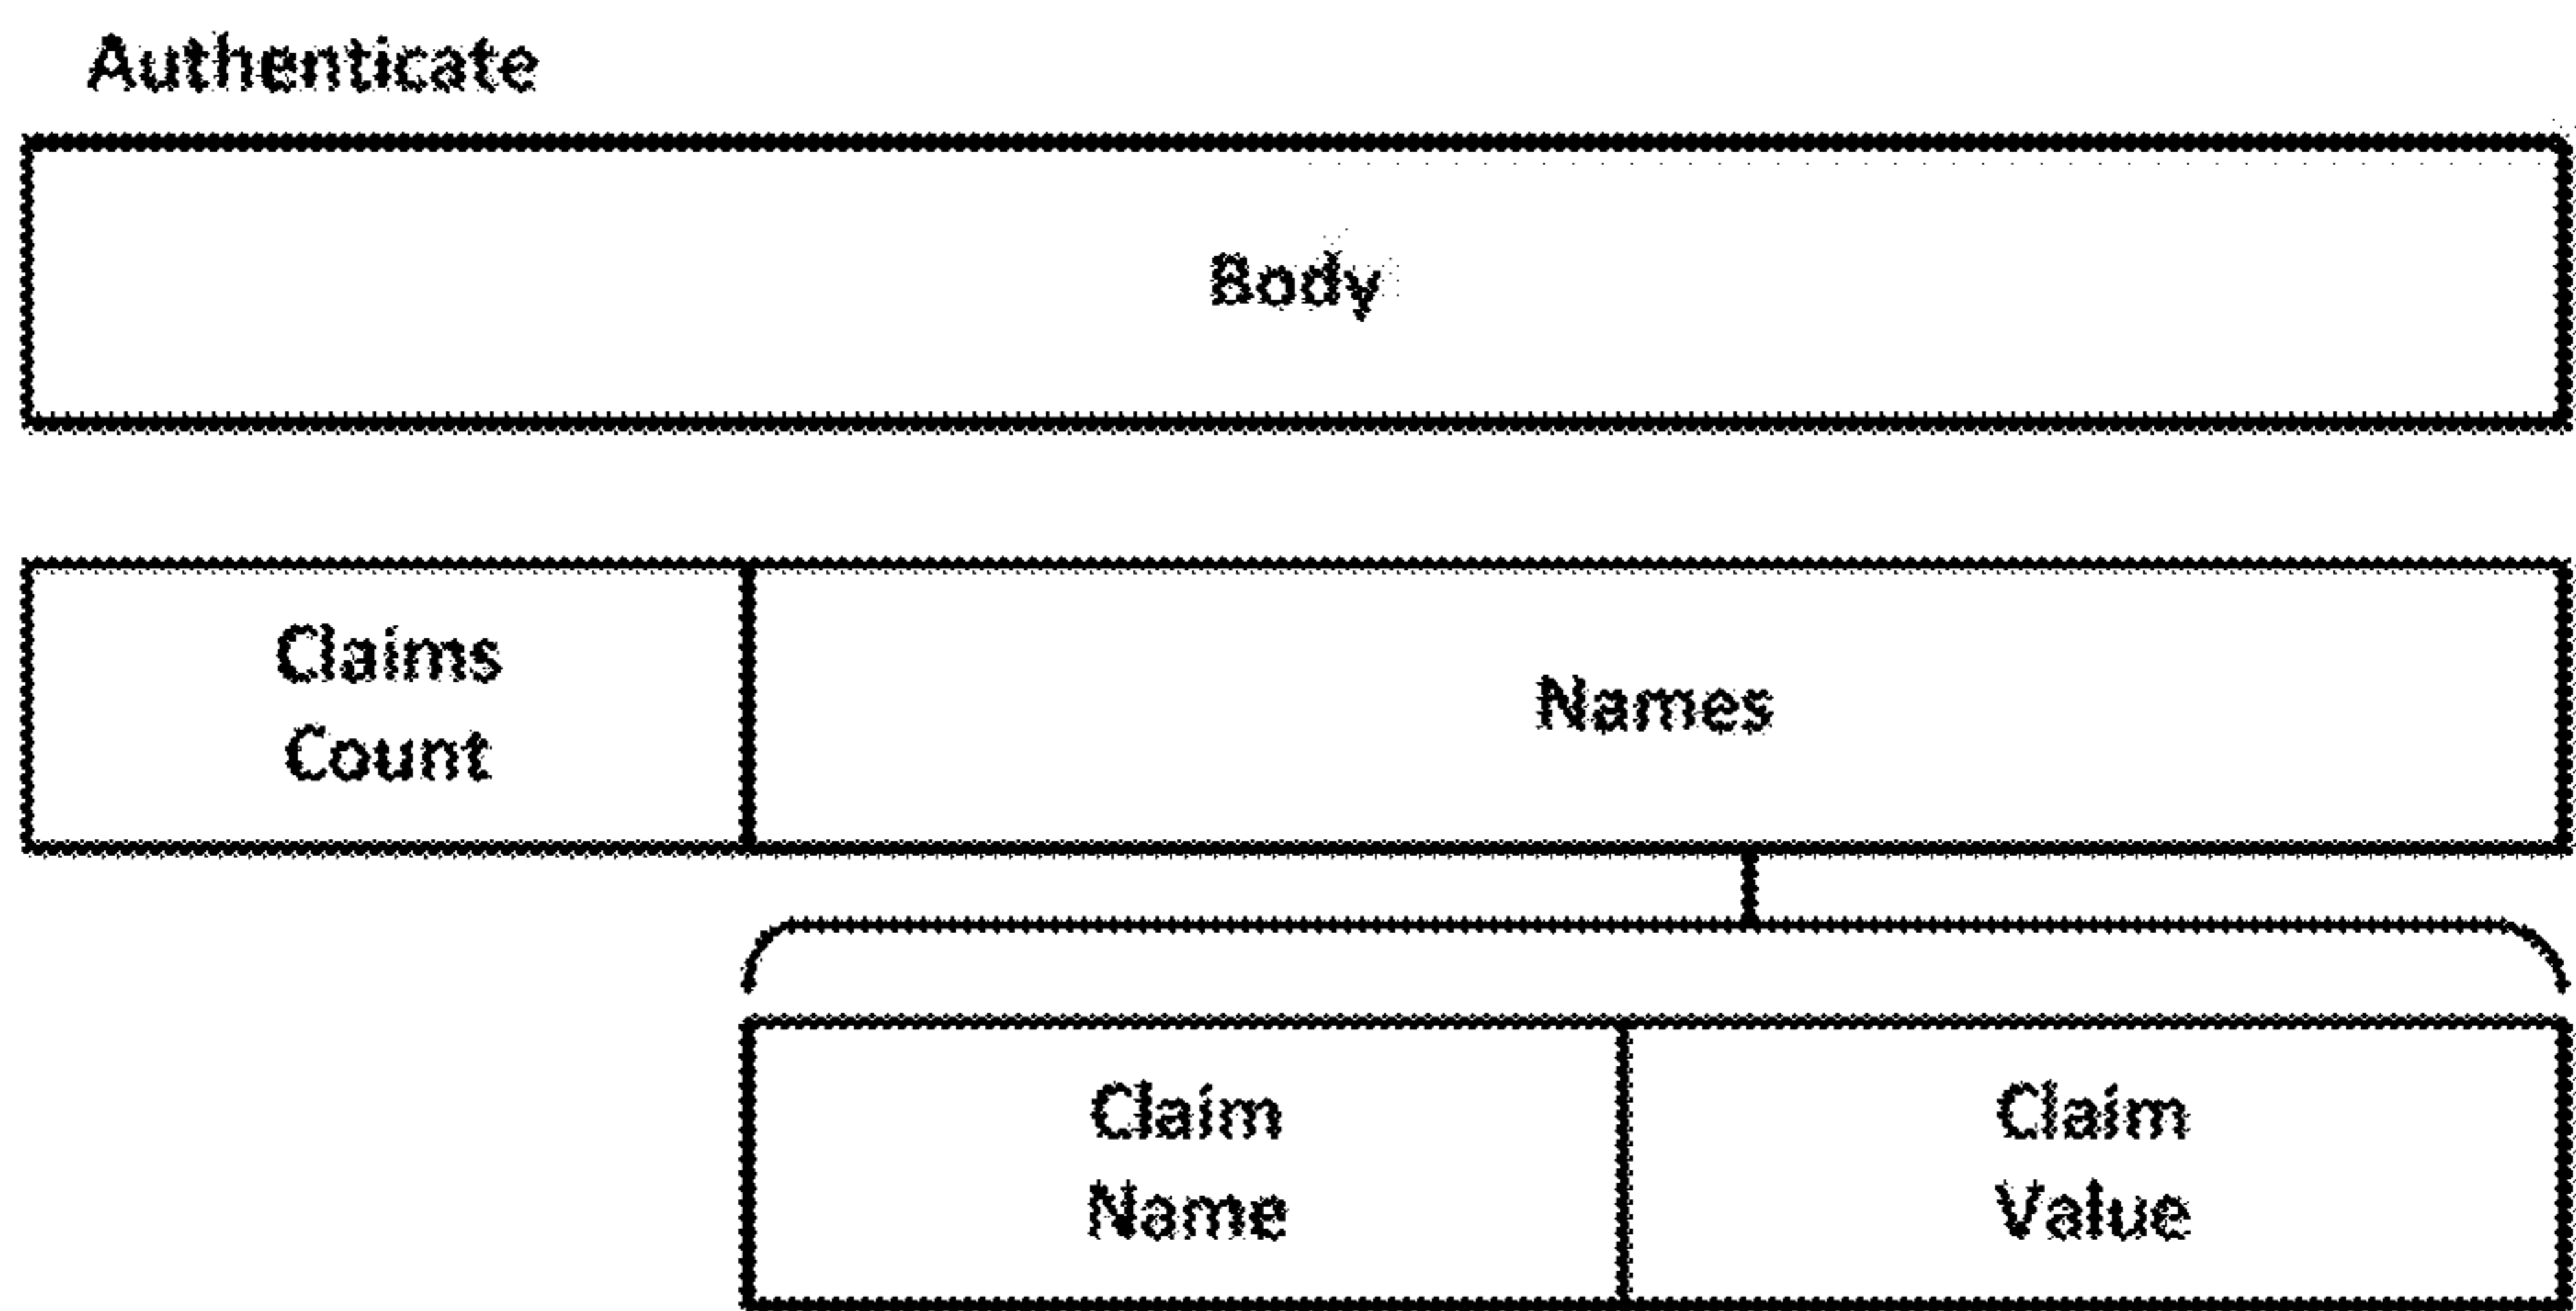 Authenticate
Body
Claims
Count
Names
Claim
Name
Claim
Value